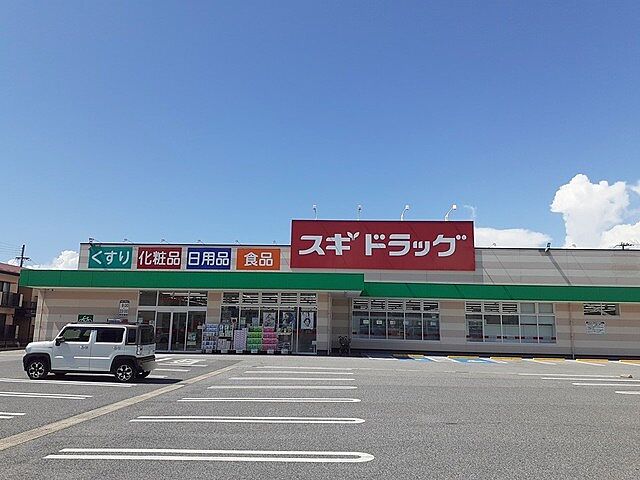 くすり 化粧品 日用品 食品
スギドラッグ